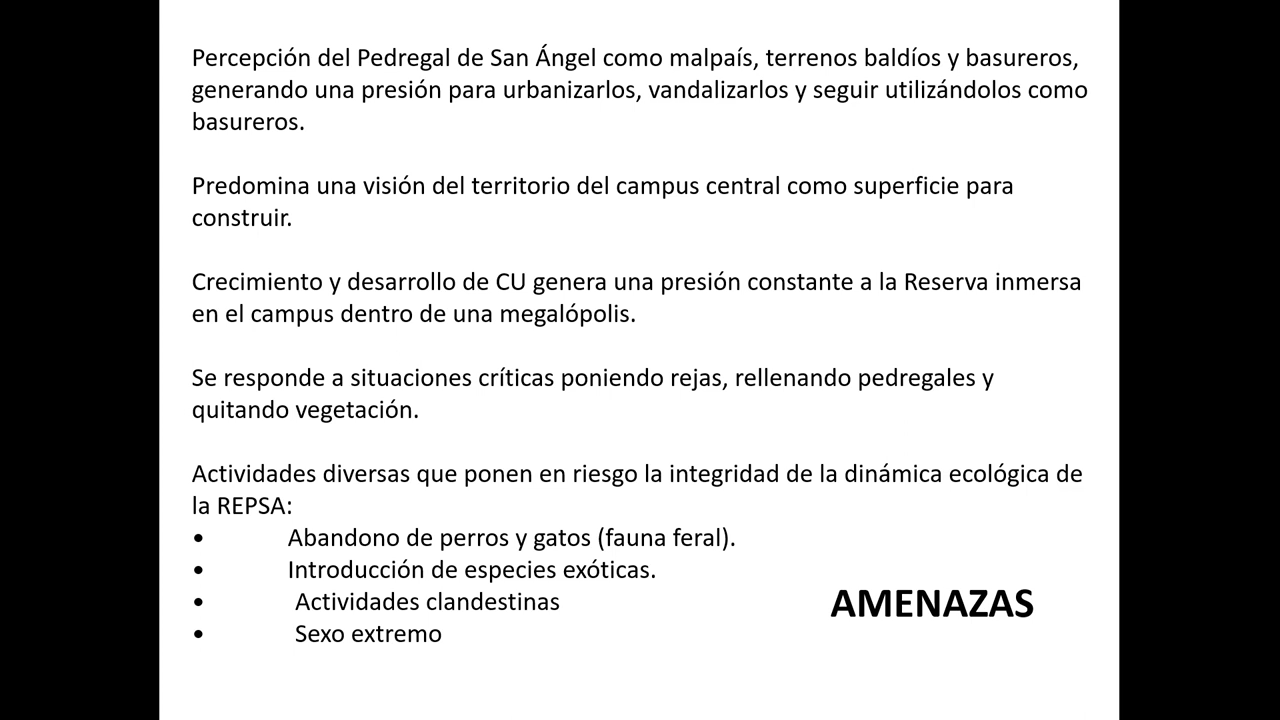 Percepción del Pedregal de San Ángel como malpaís, terrenos baldíos y basureros,
generando una presión para urbanizarlos, vandalizarlos y seguir utilizándolos como
basureros.
Predomina una visión del territorio del campus central como superficie para
construir.
Crecimiento y desarrollo de CU genera una presión constante a la Reserva inmersa
en el campus dentro de una megalópolis.
Se responde a situaciones críticas poniendo rejas, rellenando pedregales y
quitando vegetación.
Actividades diversas que ponen en riesgo la integridad de la dinámica ecológica de
la REPSA:
• Abandono de perros y gatos (fauna feral).
• Introducción de especies exóticas.
• Actividades clandestinas
• Sexo extremo
AMENAZAS